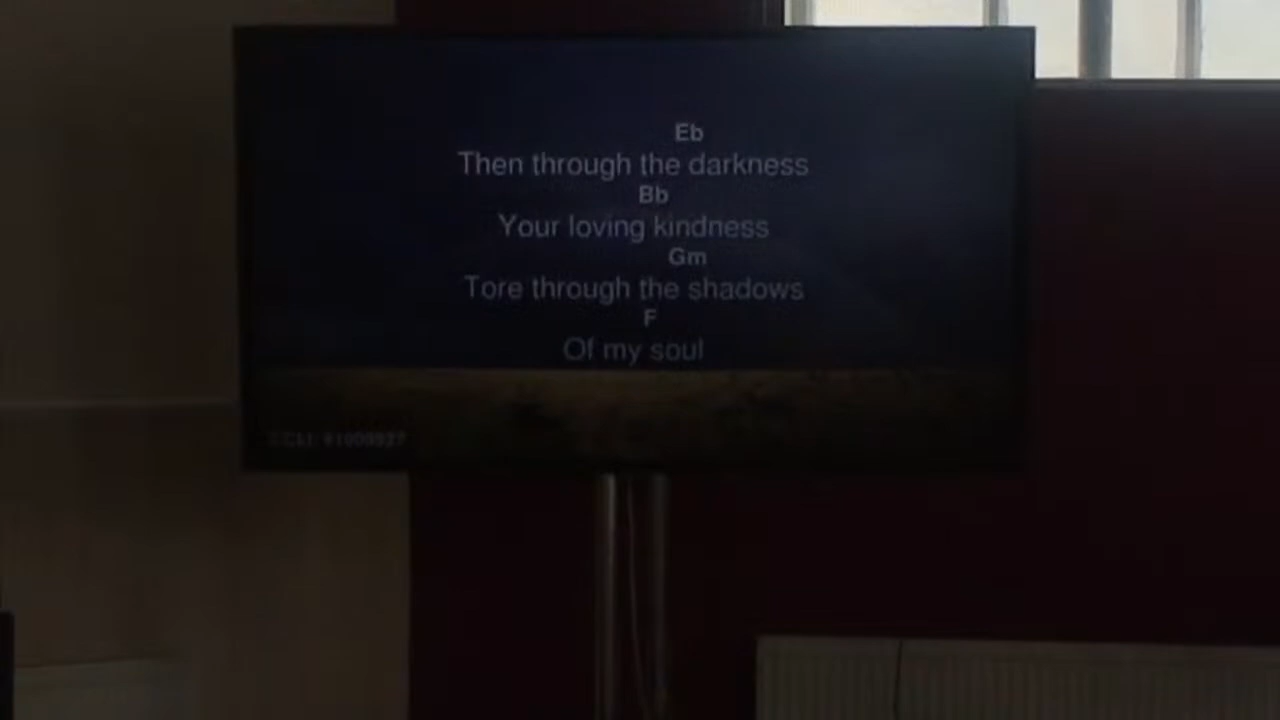 Eb
Then through the darkness
Bb
Your loving kindness
Gm
Tore through the shadows
F
Of my soul